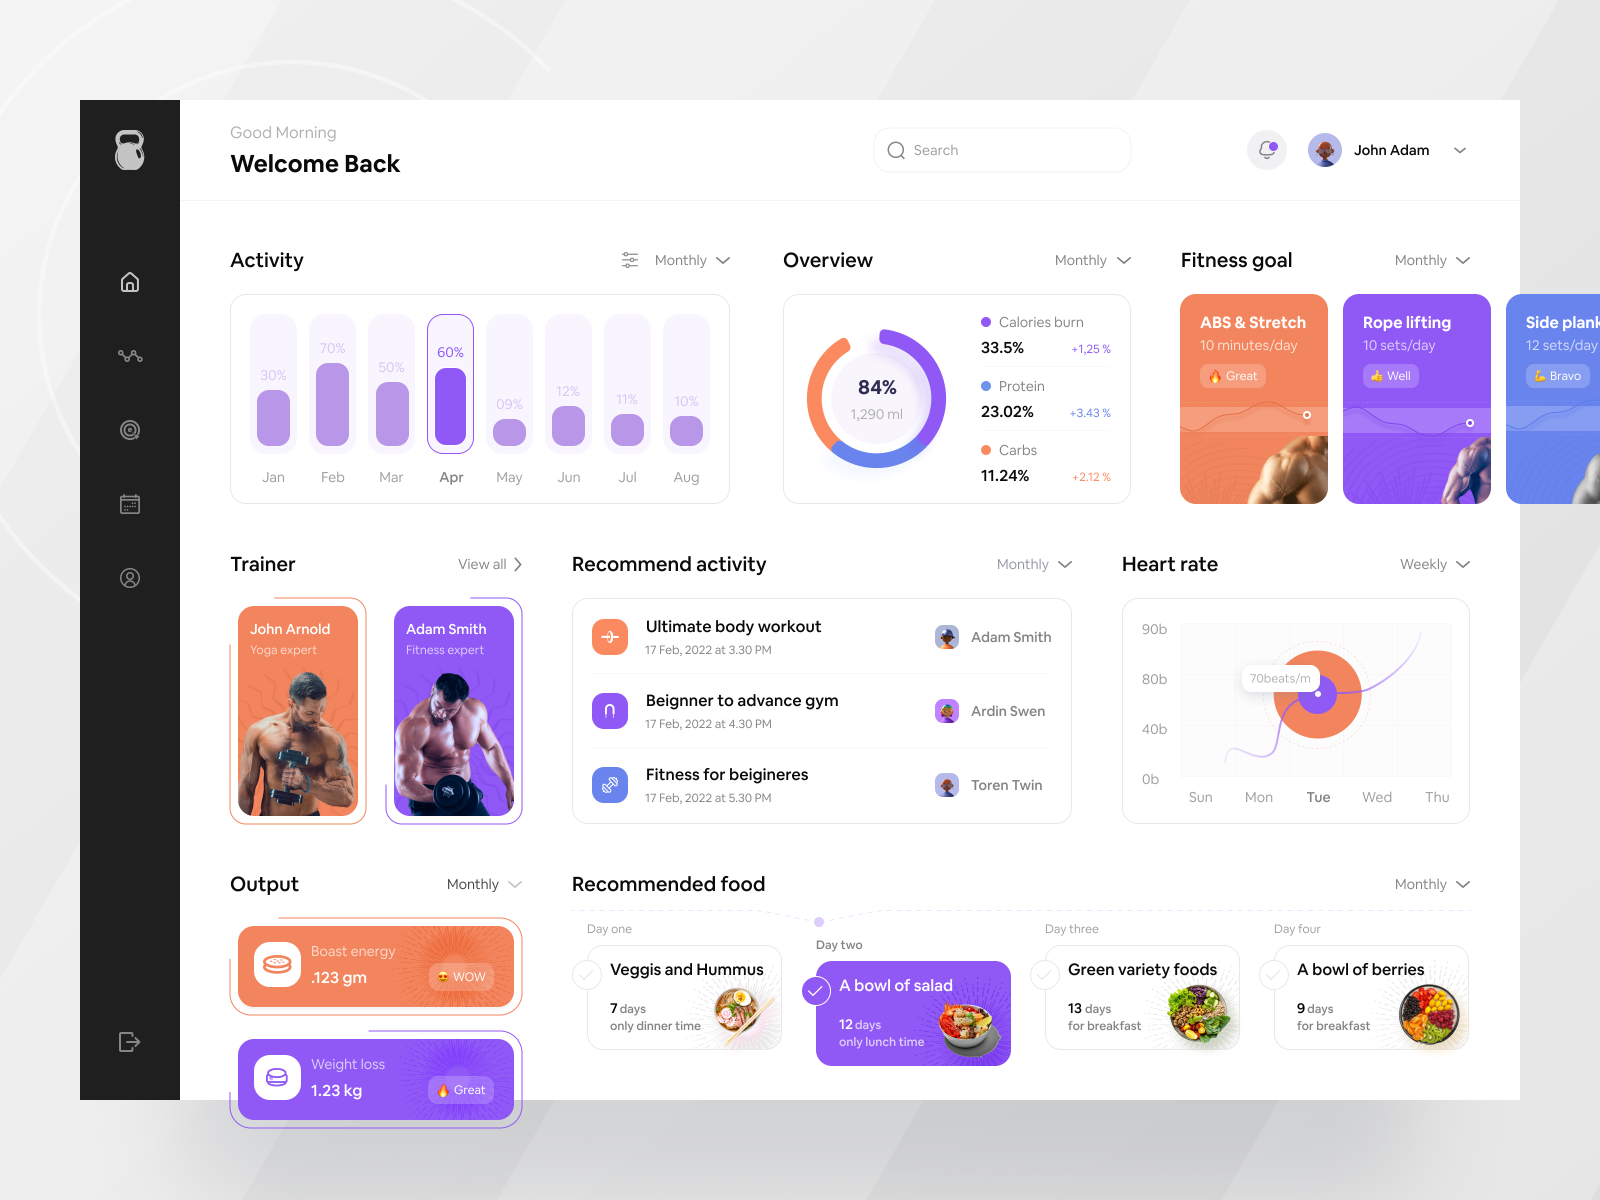 Good Morning
Welcome Back
Search
John Adam
Activity
Monthly
30%
70%
50%
60%
09%
12%
11%
10%
Jan
Feb
Mar
Apr
May
Jun
Jul
Aug
Overview
Monthly
84%
1,290 ml
Calories burn
33.5% +1,25 %
Protein
23.02% +3.43 %
Carbs
11.24% +2.12 %
Fitness goal
Monthly
ABS & Stretch
10 minutes/day
Great
Rope lifting
10 sets/day
Well
Side plank
12 sets/day
Bravo
Trainer
View all
John Arnold
Yoga expert
Adam Smith
Fitness expert
Recommend activity
Monthly
Ultimate body workout
17 Feb, 2022 at 3.30 PM
Adam Smith
Beignner to advance gym
17 Feb, 2022 at 4.30 PM
Ardin Swen
Fitness for beigineres
17 Feb, 2022 at 5.30 PM
Toren Twin
Heart rate
Weekly
90b
80b
40b
0b
70beats/m
Sun
Mon
Tue
Wed
Thu
Output
Monthly
Boast energy
.123 gm
WOW
Weight loss
1.23 kg
Great
Recommended food
Monthly
Day one
Veggis and Hummus
7 days
only dinner time
Day two
A bowl of salad
12 days
only lunch time
Day three
Green variety foods
13 days
for breakfast
Day four
A bowl of berries
9 days
for breakfast